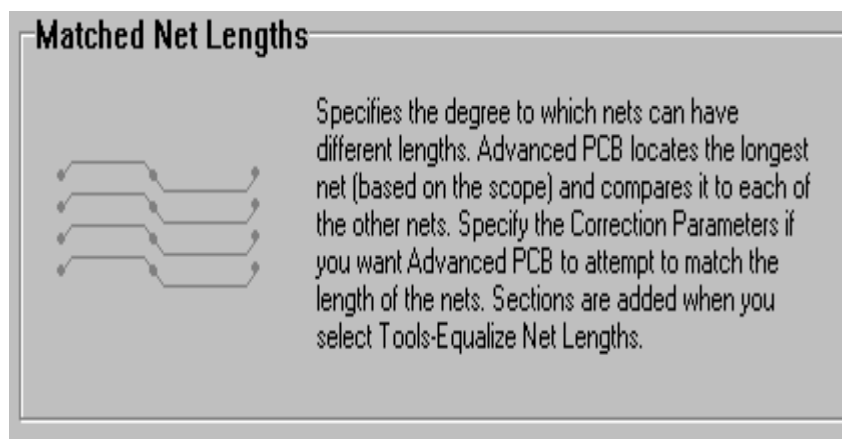 Matched Net Lengths
Specifies the degree to which nets can have
different lengths. Advanced PCB locates the longest
net (based on the scope) and compares it to each of
the other nets. Specify the Correction Parameters if
you want Advanced PCB to attempt to match the
length of the nets. Sections are added when you
select Tools-Equalize Net Lengths.